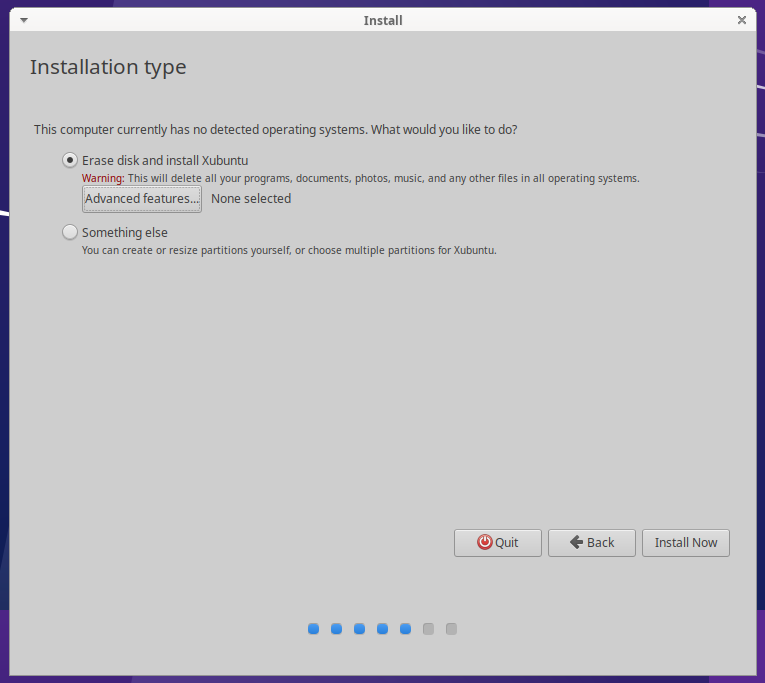 Install
Installation type
This computer currently has no detected operating systems. What would you like to do?
Erase disk and install Xubuntu
Warning: This will delete all your programs, documents, photos, music, and any other files in all operating systems.
Advanced features... None selected
Something else
You can create or resize partitions yourself, or choose multiple partitions for Xubuntu.
Quit Back Install Now